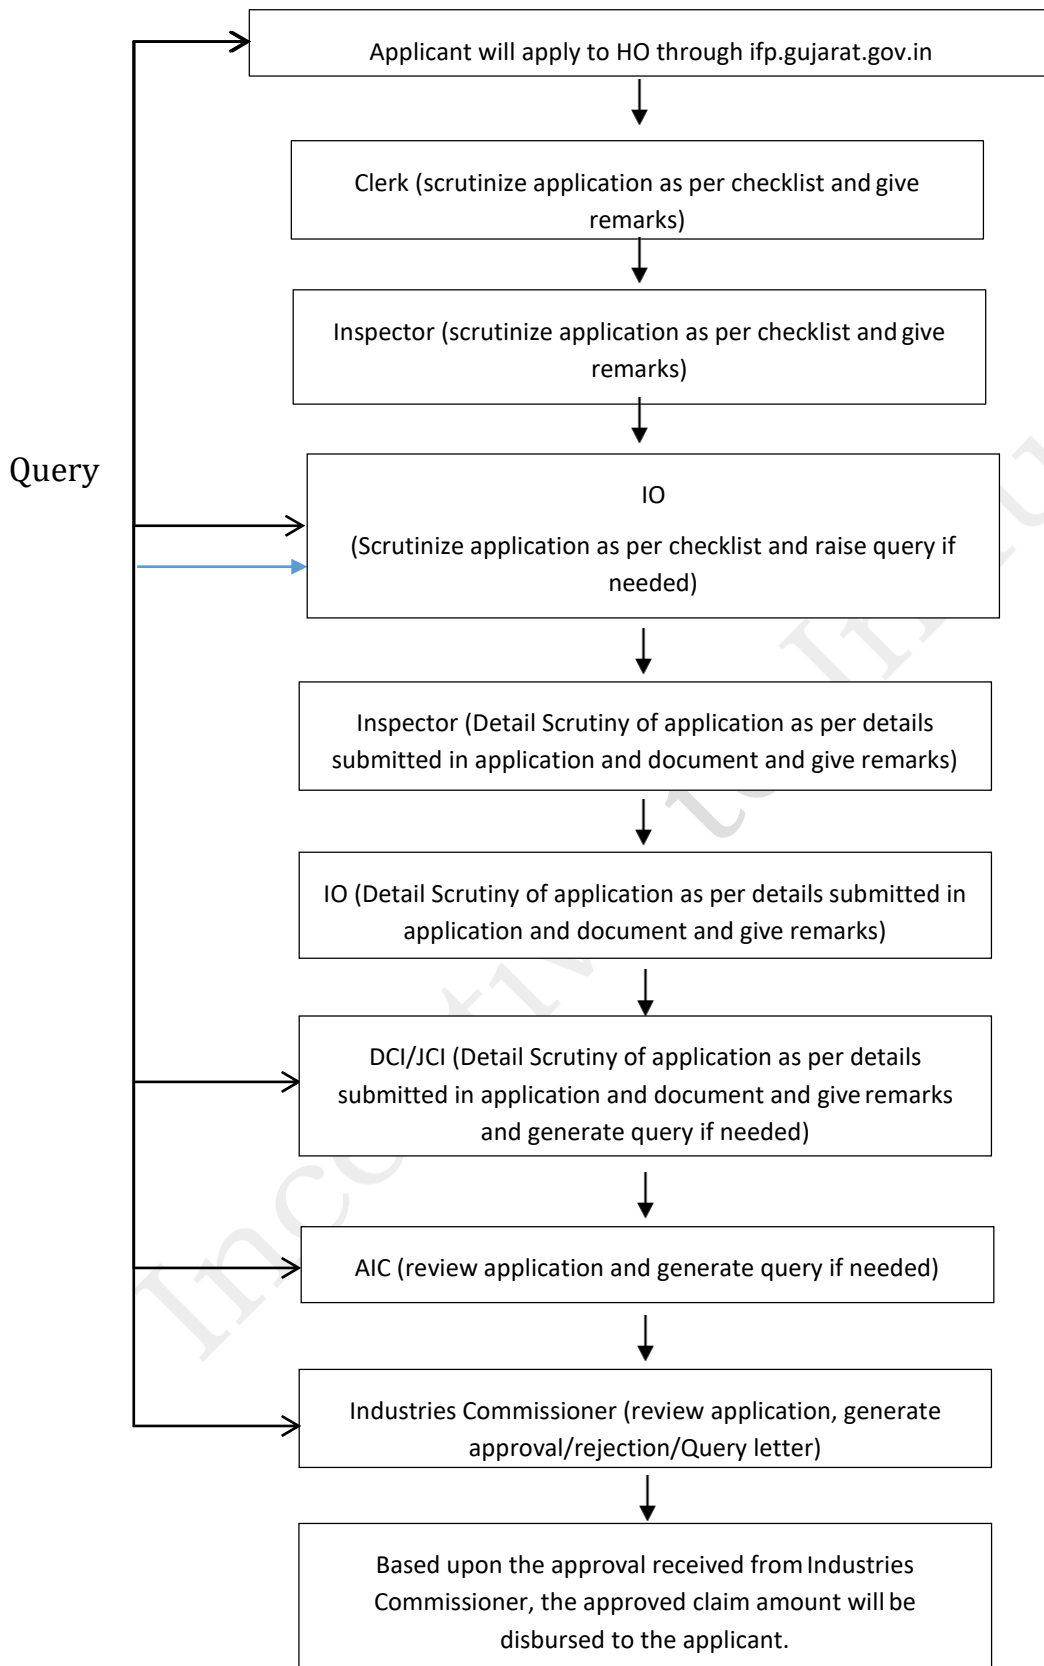 Applicant will apply to HO through ifp.gujarat.gov.in
Clerk (scrutinize application as per checklist and give
remarks)
Inspector (scrutinize application as per checklist and give
remarks)
Query
IO
(Scrutinize application as per checklist and raise query if
needed)
Inspector (Detail Scrutiny of application as per details
submitted in application and document and give remarks)
IO (Detail Scrutiny of application as per details submitted in
application and document and give remarks)
DCI/JCI (Detail Scrutiny of application as per details
submitted in application and document and give remarks
and generate query if needed)
AIC (review application and generate query if needed)
Industries Commissioner (review application, generate
approval/rejection/Query letter)
Based upon the approval received from Industries
Commissioner, the approved claim amount will be
disbursed to the applicant.